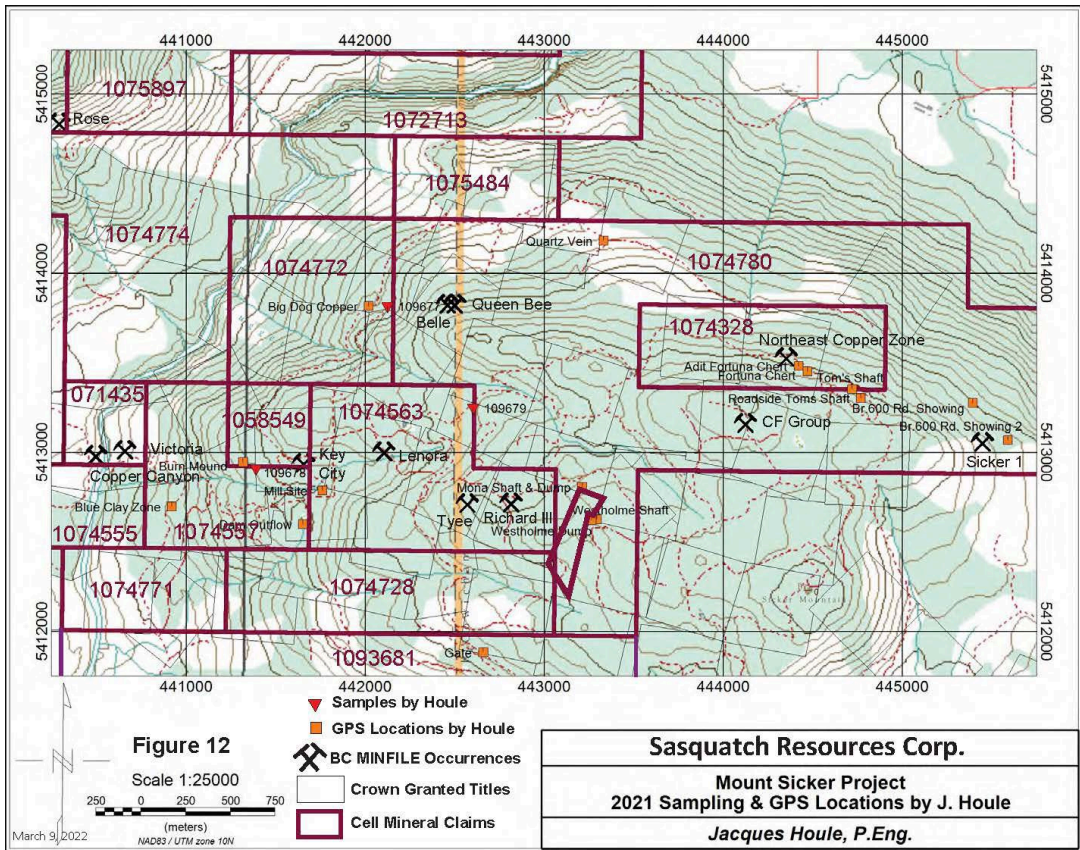 441000 442000 443000 444000 445000
5415000 5415000
5414000 5414000
5413000 5413000
5412000 5412000
1075897
Rose
1072713
1075484
1074774
1074772
Quartz Vein
1074780
Big Dog Copper 109677
Queen Bee
Belle
1074328
Northeast Copper Zone
Adit Fortuna Chert
Fortuna Chert
Tom's Shaft
Roadside Toms Shaft
Br.600 Rd. Showing
Br.600 Rd. Showing 2
CF Group
Sicker 1
071435
058549
1074563
109679
Victoria
Copper Canyon
Burn Mound
109678
Key
City
Lenora
Mill Site
Mona Shaft & Dump
Blue Clay Zone
Dam Outflow
Tyee
Richard III
Westholme Shaft
Westholme Dump
1074555
1074557
1074771
1074728
Sicker Mountain
Gate
1093681
441000 442000 443000 444000 445000
Samples by Houle
GPS Locations by Houle
BC MINFILE Occurrences
Crown Granted Titles
Cell Mineral Claims
N
Figure 12
Scale 1:25000
250 0 250 500 750
(meters)
NAD83 / UTM zone 10N
March 9, 2022
Sasquatch Resources Corp.
Mount Sicker Project
2021 Sampling & GPS Locations by J. Houle
Jacques Houle, P.Eng.